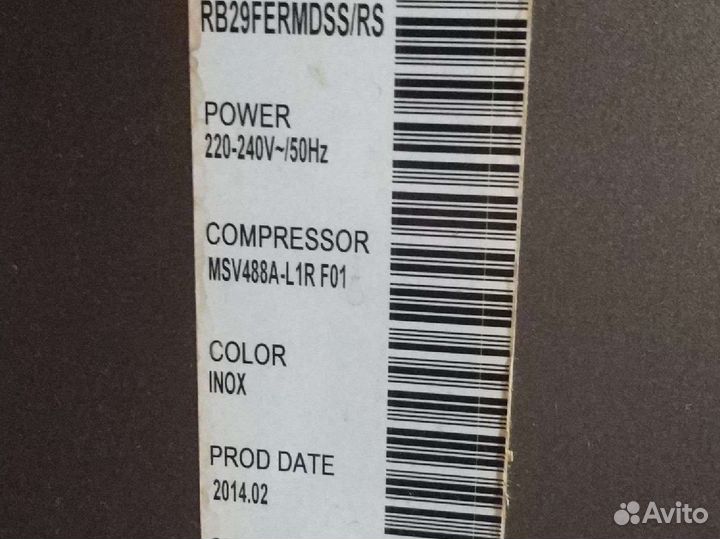 RB29FERMDSS/RS
POWER
220-240V~/50Hz
COMPRESSOR
MSV488A-L1R F01
COLOR
INOX
PROD DATE
2014.02
Avito